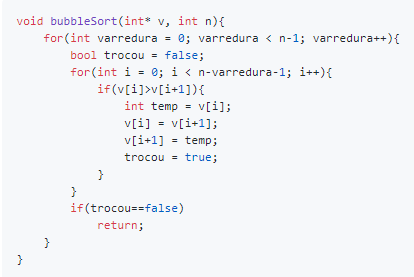 void bubbleSort(int* v, int n){
    for(int varredura = 0; varredura < n-1; varredura++){
        bool trocou = false;
        for(int i = 0; i < n-varredura-1; i++){
            if(v[i]>v[i+1]){
                int temp = v[i];
                v[i] = v[i+1];
                v[i+1] = temp;
                trocou = true;
            }
        }
        if(trocou==false)
            return;
    }
}